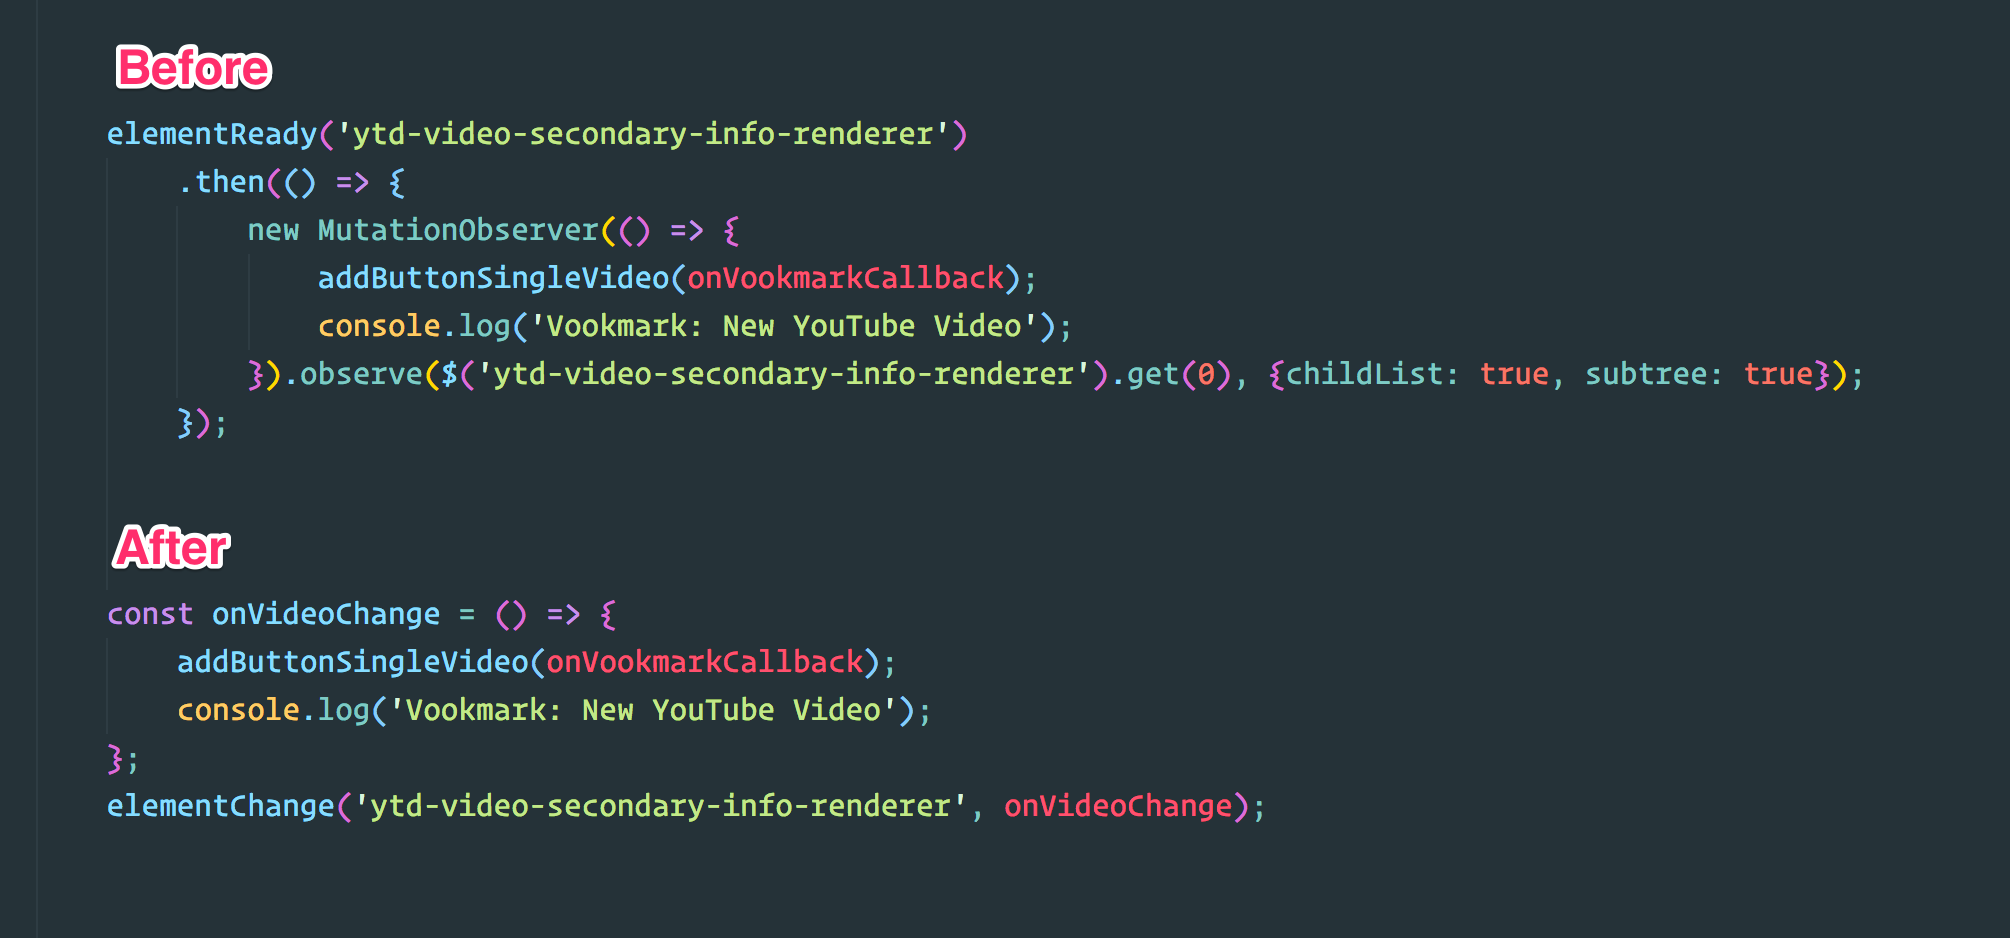 Before
elementReady('ytd-video-secondary-info-renderer')
    .then(() => {
        new MutationObserver(() => {
            addButtonSingleVideo(onVookmarkCallback);
            console.log('Vookmark: New YouTube Video');
        }).observe($('ytd-video-secondary-info-renderer').get(0), {childList: true, subtree: true});
    });
After
const onVideoChange = () => {
    addButtonSingleVideo(onVookmarkCallback);
    console.log('Vookmark: New YouTube Video');
};
elementChange('ytd-video-secondary-info-renderer', onVideoChange);